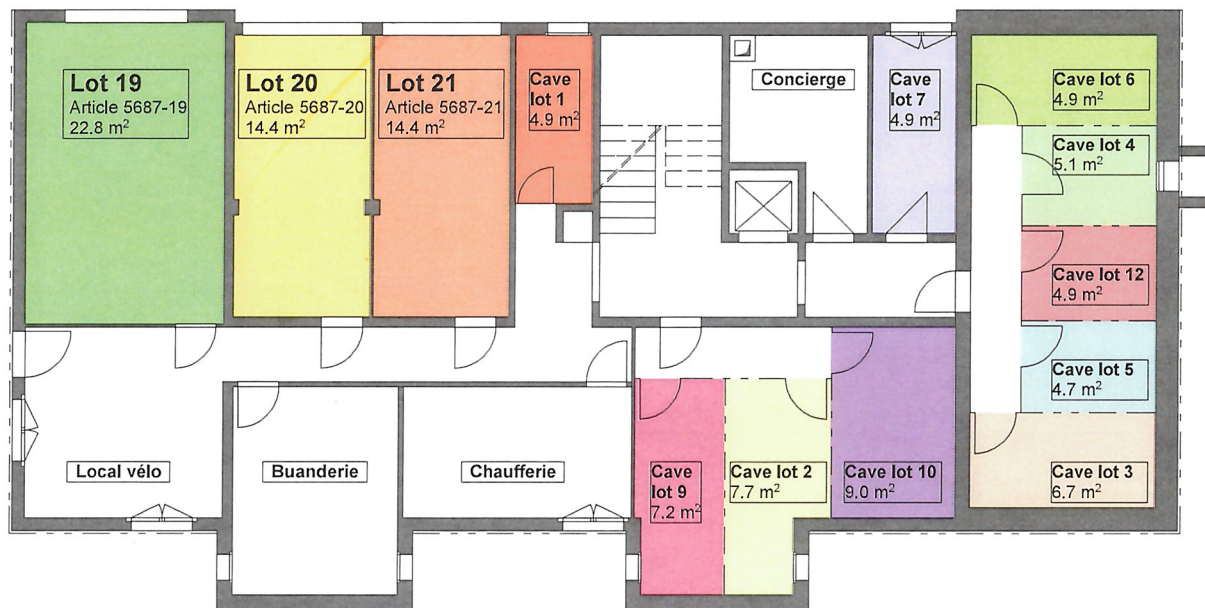 Lot 19
Article 5687-19
22.8 m²
Lot 20
Article 5687-20
14.4 m²
Lot 21
Article 5687-21
14.4 m²
Cave
lot 1
4.9 m²
Concierge
Cave
lot 7
4.9 m²
Cave lot 6
4.9 m²
Cave lot 4
5.1 m²
Cave lot 12
4.9 m²
Cave lot 5
4.7 m²
Cave lot 3
6.7 m²
Local vélo
Buanderie
Chaufferie
Cave
lot 9
7.2 m²
Cave lot 2
7.7 m²
Cave lot 10
9.0 m²